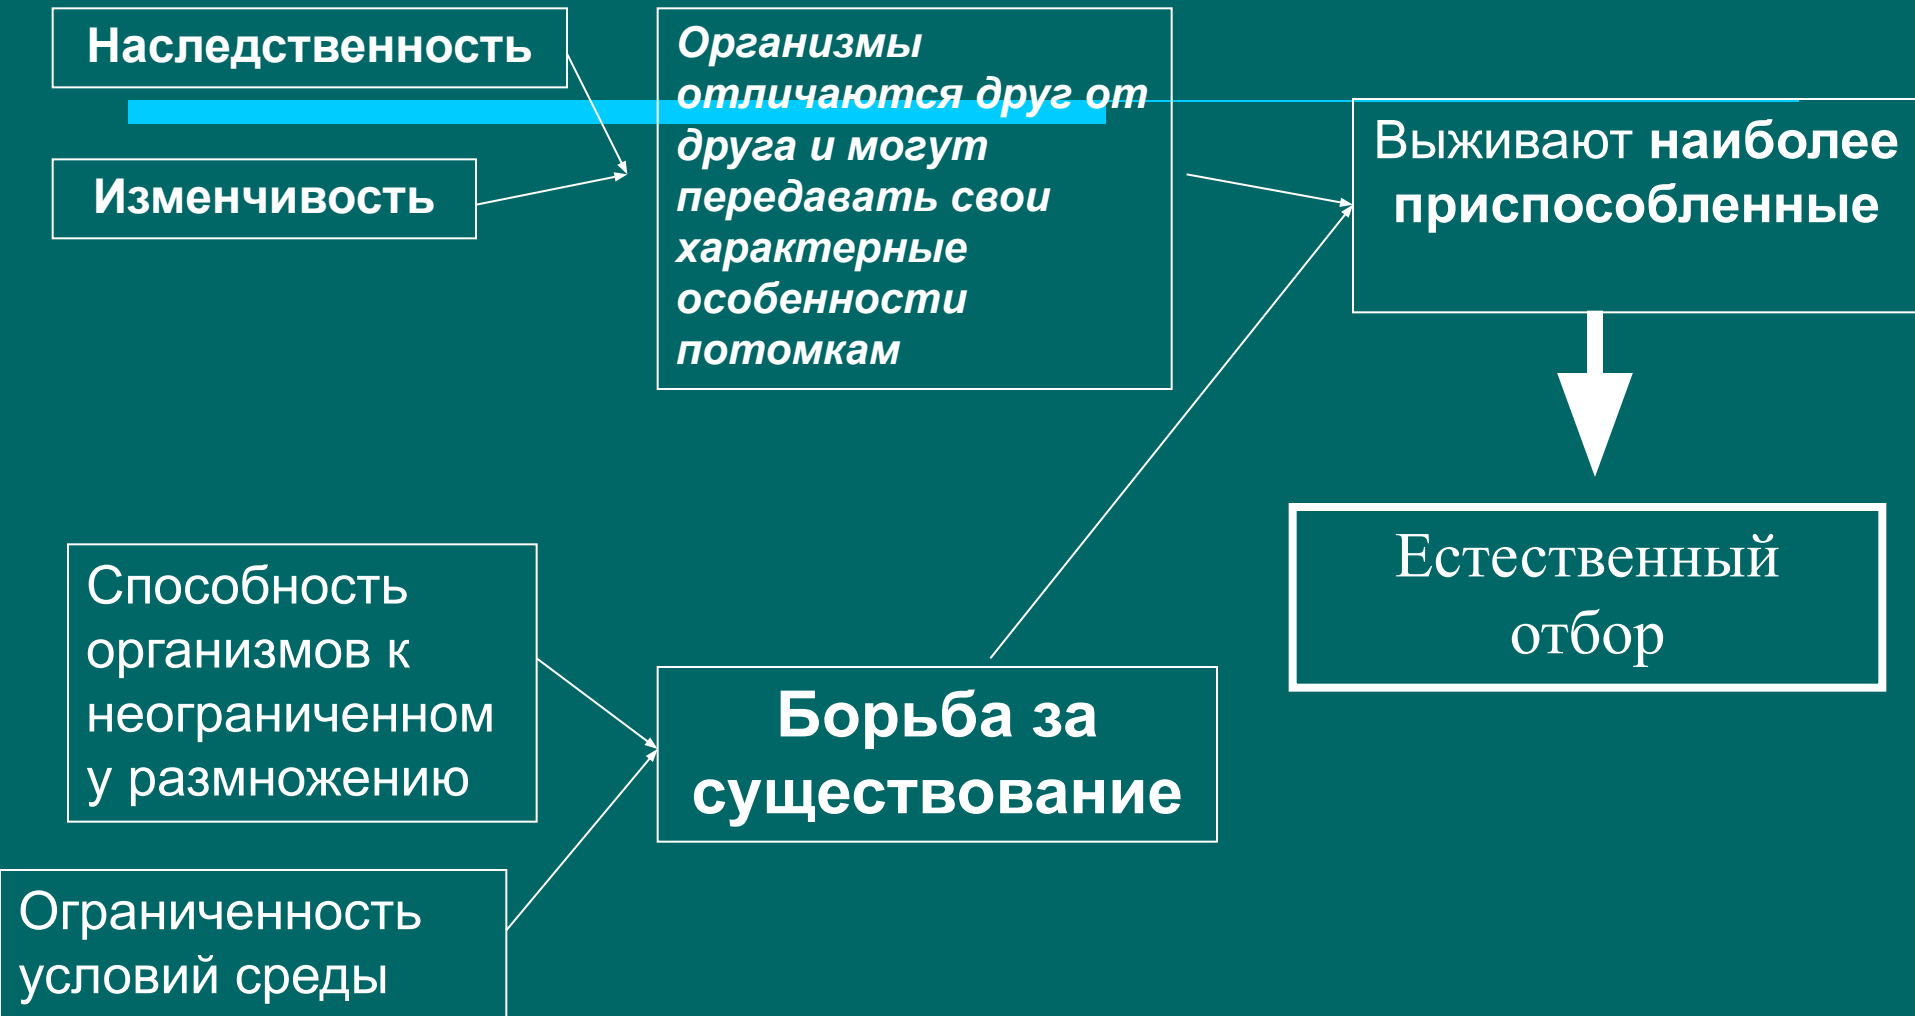 Наследственность
Изменчивость
Организмы
отличаются друг от
друга и могут
передавать свои
характерные
особенности
потомкам
Выживают наиболее
приспособленные
Естественный
отбор
Способность
организмов к
неограниченном
у размножению
Борьба за
существование
Ограниченность
условий среды